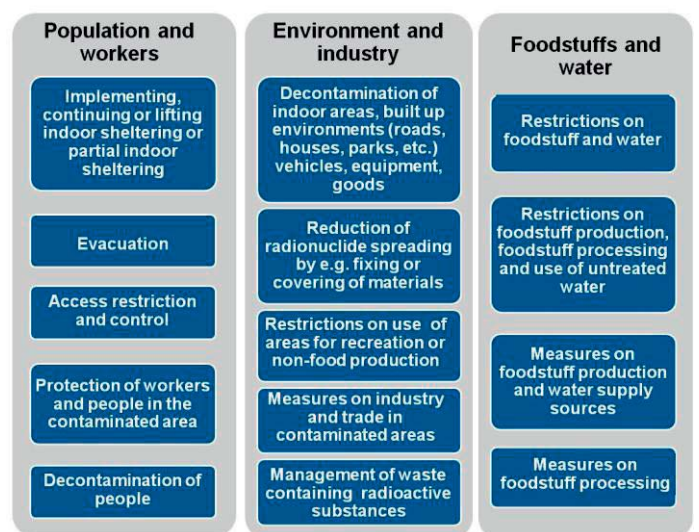 Population and
workers
Implementing,
continuing or lifting
indoor sheltering or
partial indoor
sheltering
Evacuation
Access restriction
and control
Protection of workers
and people in the
contaminated area
Decontamination of
people
Environment and
industry
Decontamination of
indoor areas, built up
environments (roads,
houses, parks, etc.)
vehicles, equipment,
goods
Reduction of
radionuclide spreading
by e.g. fixing or
covering of materials
Restrictions on use of
areas for recreation or
non-food production
Measures on industry
and trade in
contaminated areas
Management of waste
containing radioactive
substances
Foodstuffs and
water
Restrictions on
foodstuff and water
Restrictions on
foodstuff production,
foodstuff processing
and use of untreated
water
Measures on
foodstuff production
and water supply
sources
Measures on
foodstuff processing